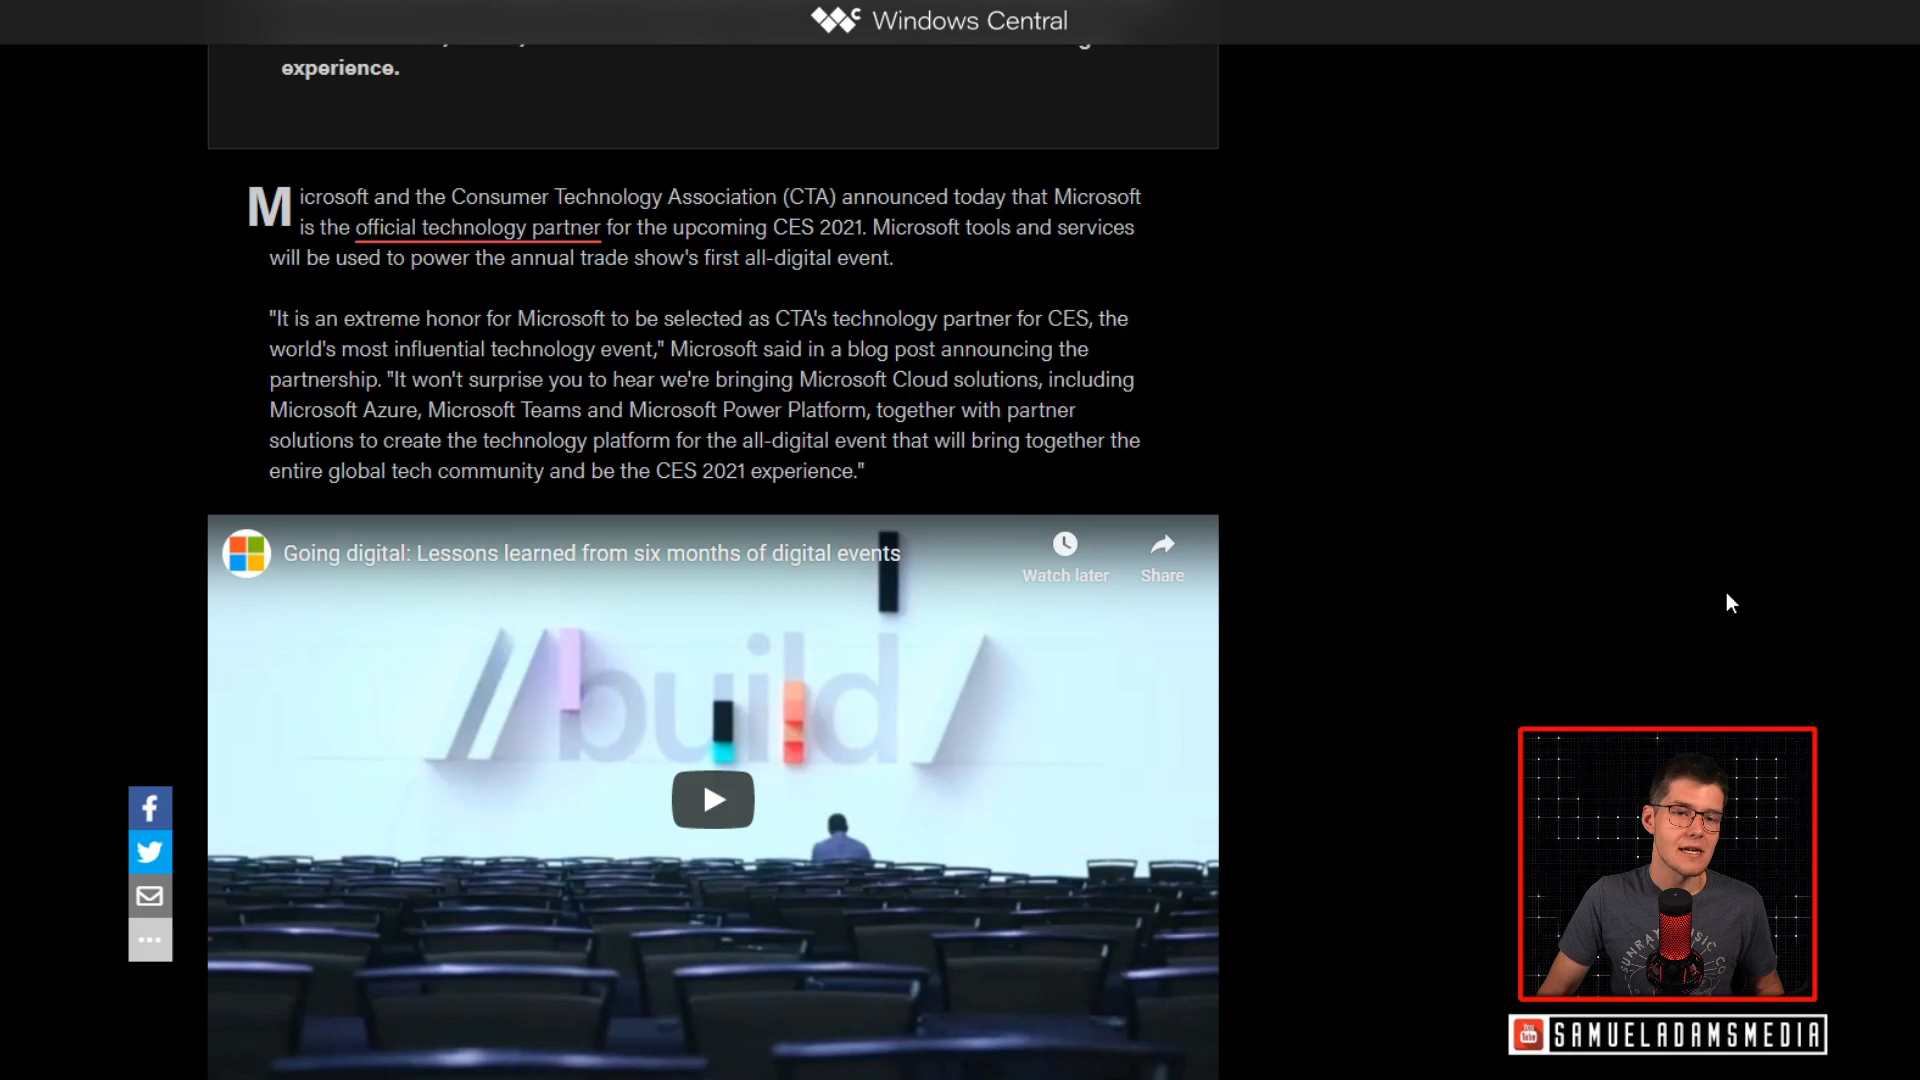 Windows Central
experience.
Microsoft and the Consumer Technology Association (CTA) announced today that Microsoft
is the official technology partner for the upcoming CES 2021. Microsoft tools and services
will be used to power the annual trade show's first all-digital event.
"It is an extreme honor for Microsoft to be selected as CTA's technology partner for CES, the
world's most influential technology event," Microsoft said in a blog post announcing the
partnership. "It won't surprise you to hear we're bringing Microsoft Cloud solutions, including
Microsoft Azure, Microsoft Teams and Microsoft Power Platform, together with partner
solutions to create the technology platform for the all-digital event that will bring together the
entire global tech community and be the CES 2021 experience."
Going digital: Lessons learned from six months of digital events
Watch later
Share
//build/
SUNRAY MUSIC CO
You Tube SAMUELADAMSMEDIA